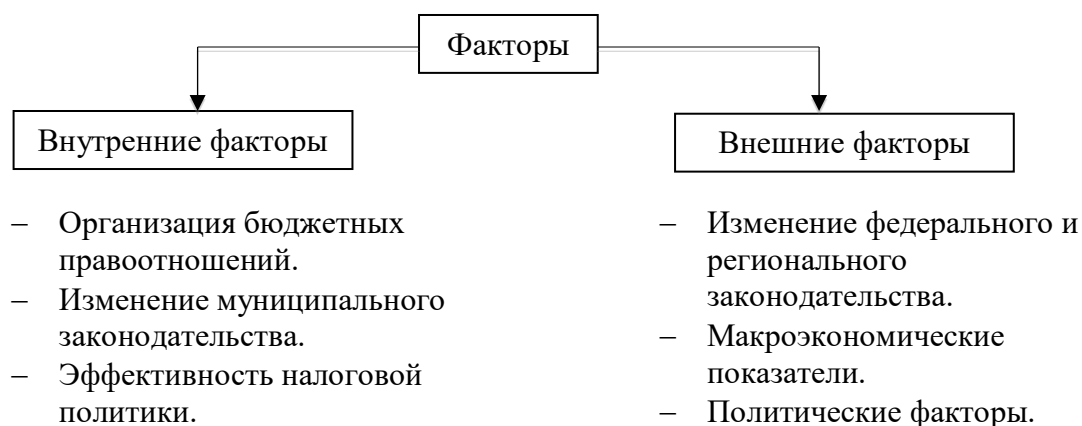 Факторы
Внутренние факторы
Внешние факторы
– Организация бюджетных
правоотношений.
– Изменение муниципального
законодательства.
– Эффективность налоговой
политики.
– Изменение федерального и
регионального
законодательства.
– Макроэкономические
показатели.
– Политические факторы.